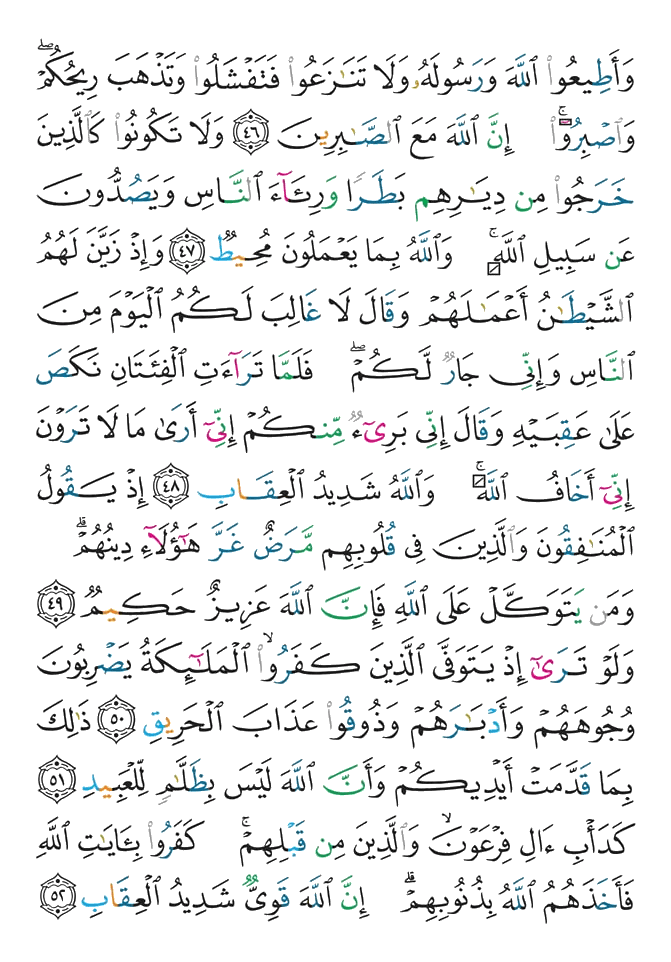 وَأَطِيعُوا۟ ٱللَّهَ وَرَسُولَهُۥ وَلَا تَنَـٰزَعُوا۟ فَتَفْشَلُوا۟ وَتَذْهَبَ رِيحُكُمْ ۖ
وَٱصْبِرُوٓا۟ ۚ إِنَّ ٱللَّهَ مَعَ ٱلصَّـٰبِرِينَ ٤٦ وَلَا تَكُونُوا۟ كَٱلَّذِينَ
خَرَجُوا۟ مِن دِيَـٰرِهِم بَطَرًا وَرِئَآءَ ٱلنَّاسِ وَيَصُدُّونَ
عَن سَبِيلِ ٱللَّهِ ۚ وَٱللَّهُ بِمَا يَعْمَلُونَ مُحِيطٌ ٤٧ وَإِذْ زَيَّنَ لَهُمُ
ٱلشَّيْطَـٰنُ أَعْمَـٰلَهُمْ وَقَالَ لَا غَالِبَ لَكُمُ ٱلْيَوْمَ مِنَ
ٱلنَّاسِ وَإِنِّى جَارٌ لَّكُمْ ۖ فَلَمَّا تَرَآءَتِ ٱلْفِئَتَانِ نَكَصَ
عَلَىٰ عَقِبَيْهِ وَقَالَ إِنِّى بَرِىٓءٌ مِّنكُمْ إِنِّىٓ أَرَىٰ مَا لَا تَرَوْنَ
إِنِّىٓ أَخَافُ ٱللَّهَ ۚ وَٱللَّهُ شَدِيدُ ٱلْعِقَابِ ٤٨ إِذْ يَقُولُ
ٱلْمُنَـٰفِقُونَ وَٱلَّذِينَ فِى قُلُوبِهِم مَّرَضٌ غَرَّ هَـٰٓؤُلَآءِ دِينُهُمْ ۗ
وَمَن يَتَوَكَّلْ عَلَى ٱللَّهِ فَإِنَّ ٱللَّهَ عَزِيزٌ حَكِيمٌ ٤٩
وَلَوْ تَرَىٰٓ إِذْ يَتَوَفَّى ٱلَّذِينَ كَفَرُوا۟ ۙ ٱلْمَلَـٰٓئِكَةُ يَضْرِبُونَ
وُجُوهَهُمْ وَأَدْبَـٰرَهُمْ وَذُوقُوا۟ عَذَابَ ٱلْحَرِيقِ ٥٠ ذَٰلِكَ
بِمَا قَدَّمَتْ أَيْدِيكُمْ وَأَنَّ ٱللَّهَ لَيْسَ بِظَلَّـٰمٍ لِّلْعَبِيدِ ٥١
كَدَأْبِ ءَالِ فِرْعَوْنَ ۙ وَٱلَّذِينَ مِن قَبْلِهِمْ ۚ كَفَرُوا۟ بِـَٔايَـٰتِ ٱللَّهِ
فَأَخَذَهُمُ ٱللَّهُ بِذُنُوبِهِمْ ۗ إِنَّ ٱللَّهَ قَوِىٌّ شَدِيدُ ٱلْعِقَابِ ٥٢